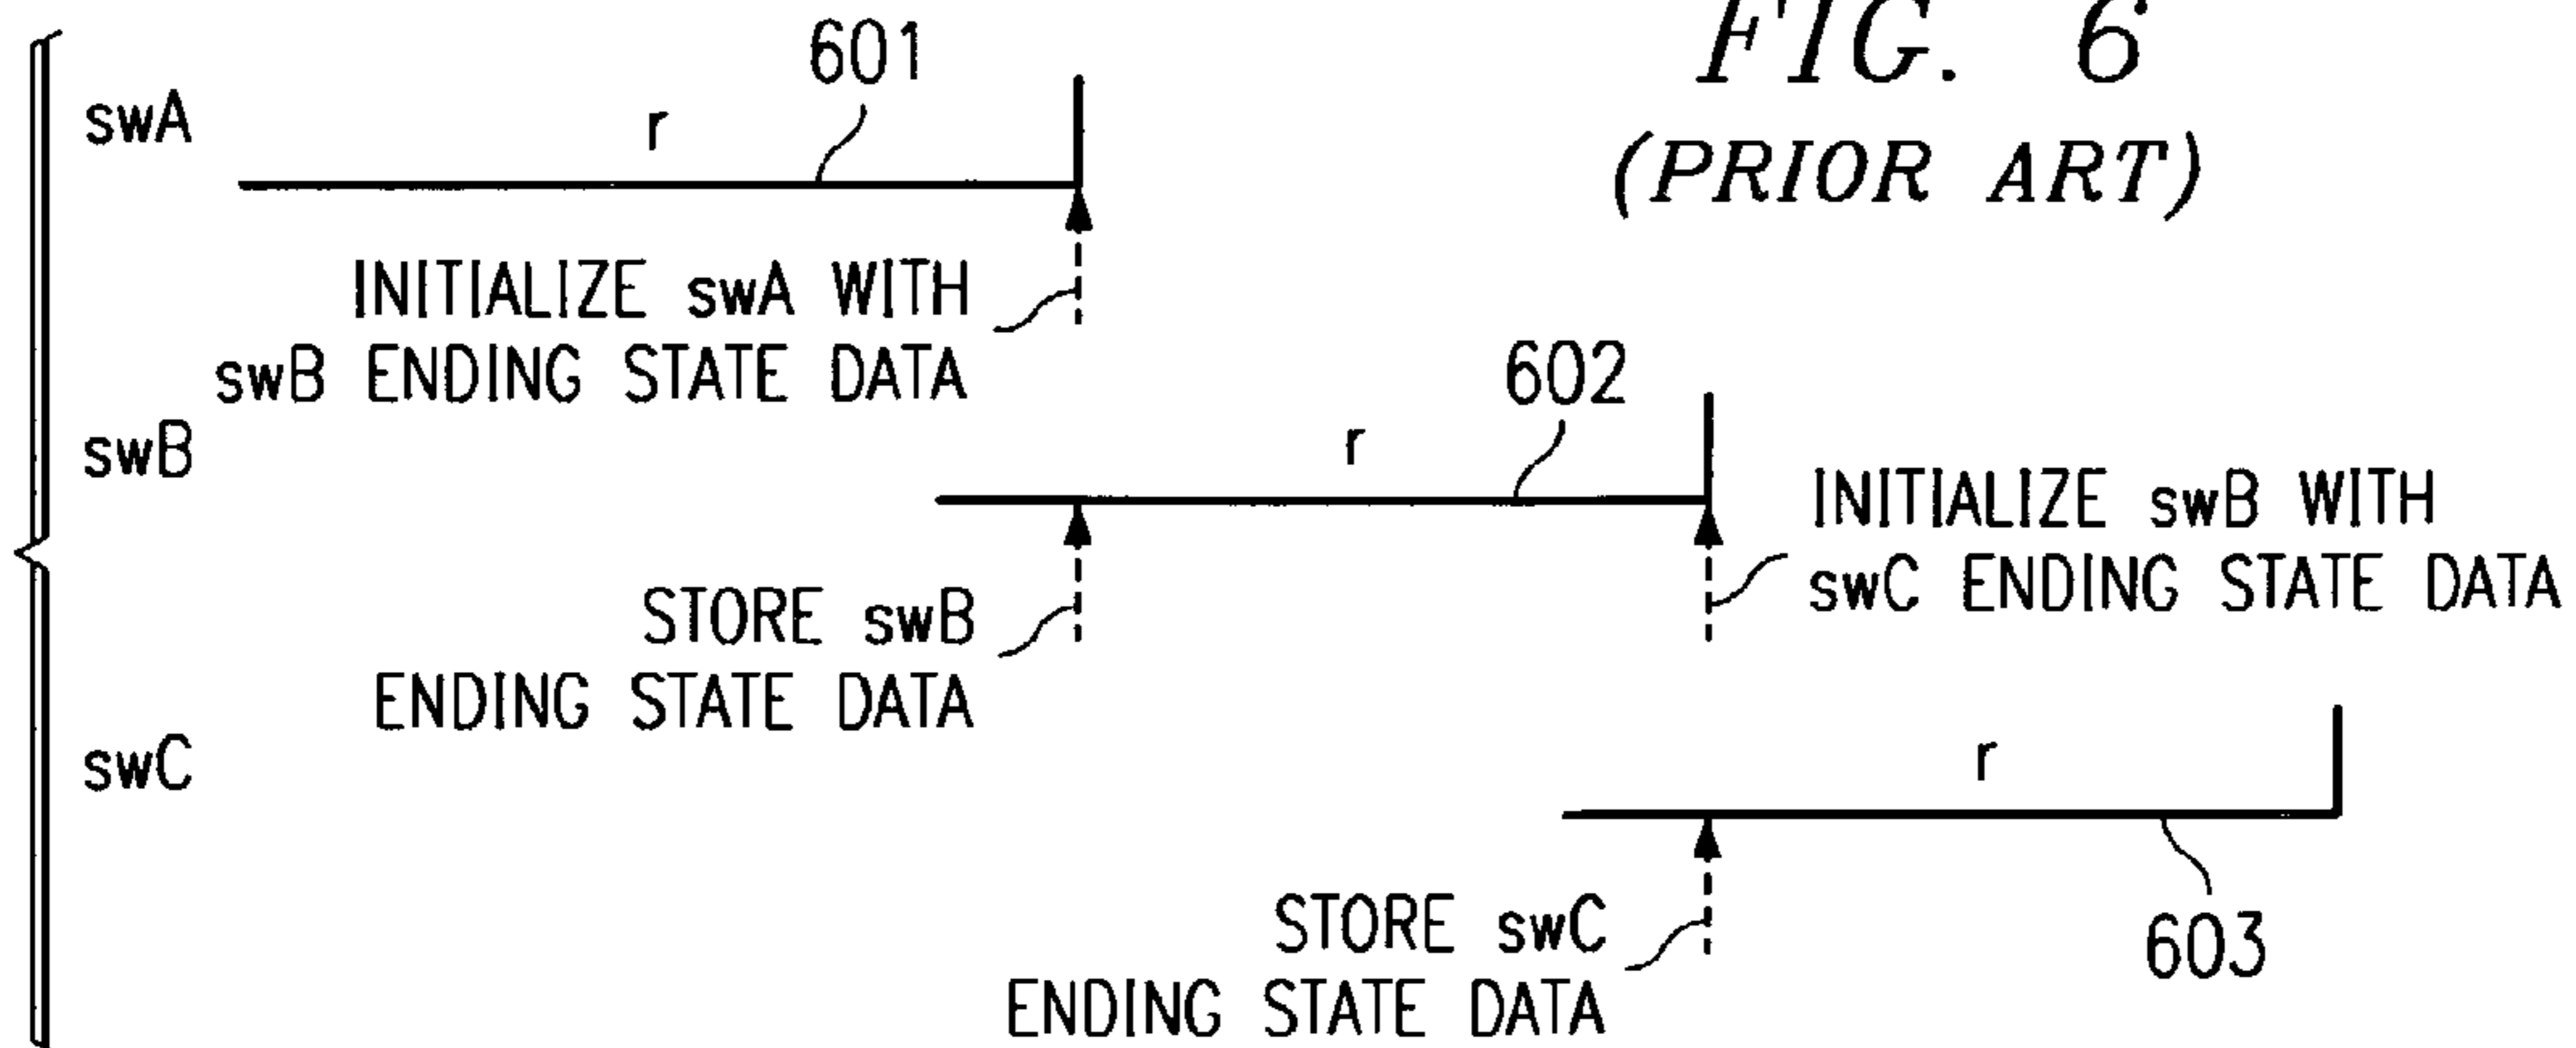 FIG. 6
(PRIOR ART)
601
swA
r
INITIALIZE swA WITH
swB ENDING STATE DATA
602
swB
r
INITIALIZE swB WITH
swC ENDING STATE DATA
STORE swB
ENDING STATE DATA
swC
r
STORE swC
ENDING STATE DATA
603